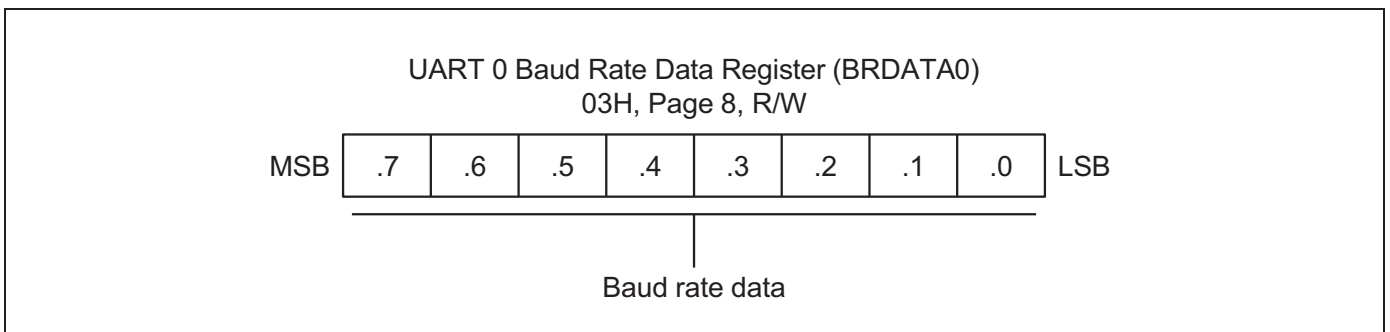 UART 0 Baud Rate Data Register (BRDATA0)
03H, Page 8, R/W
MSB .7 .6 .5 .4 .3 .2 .1 .0 LSB
Baud rate data